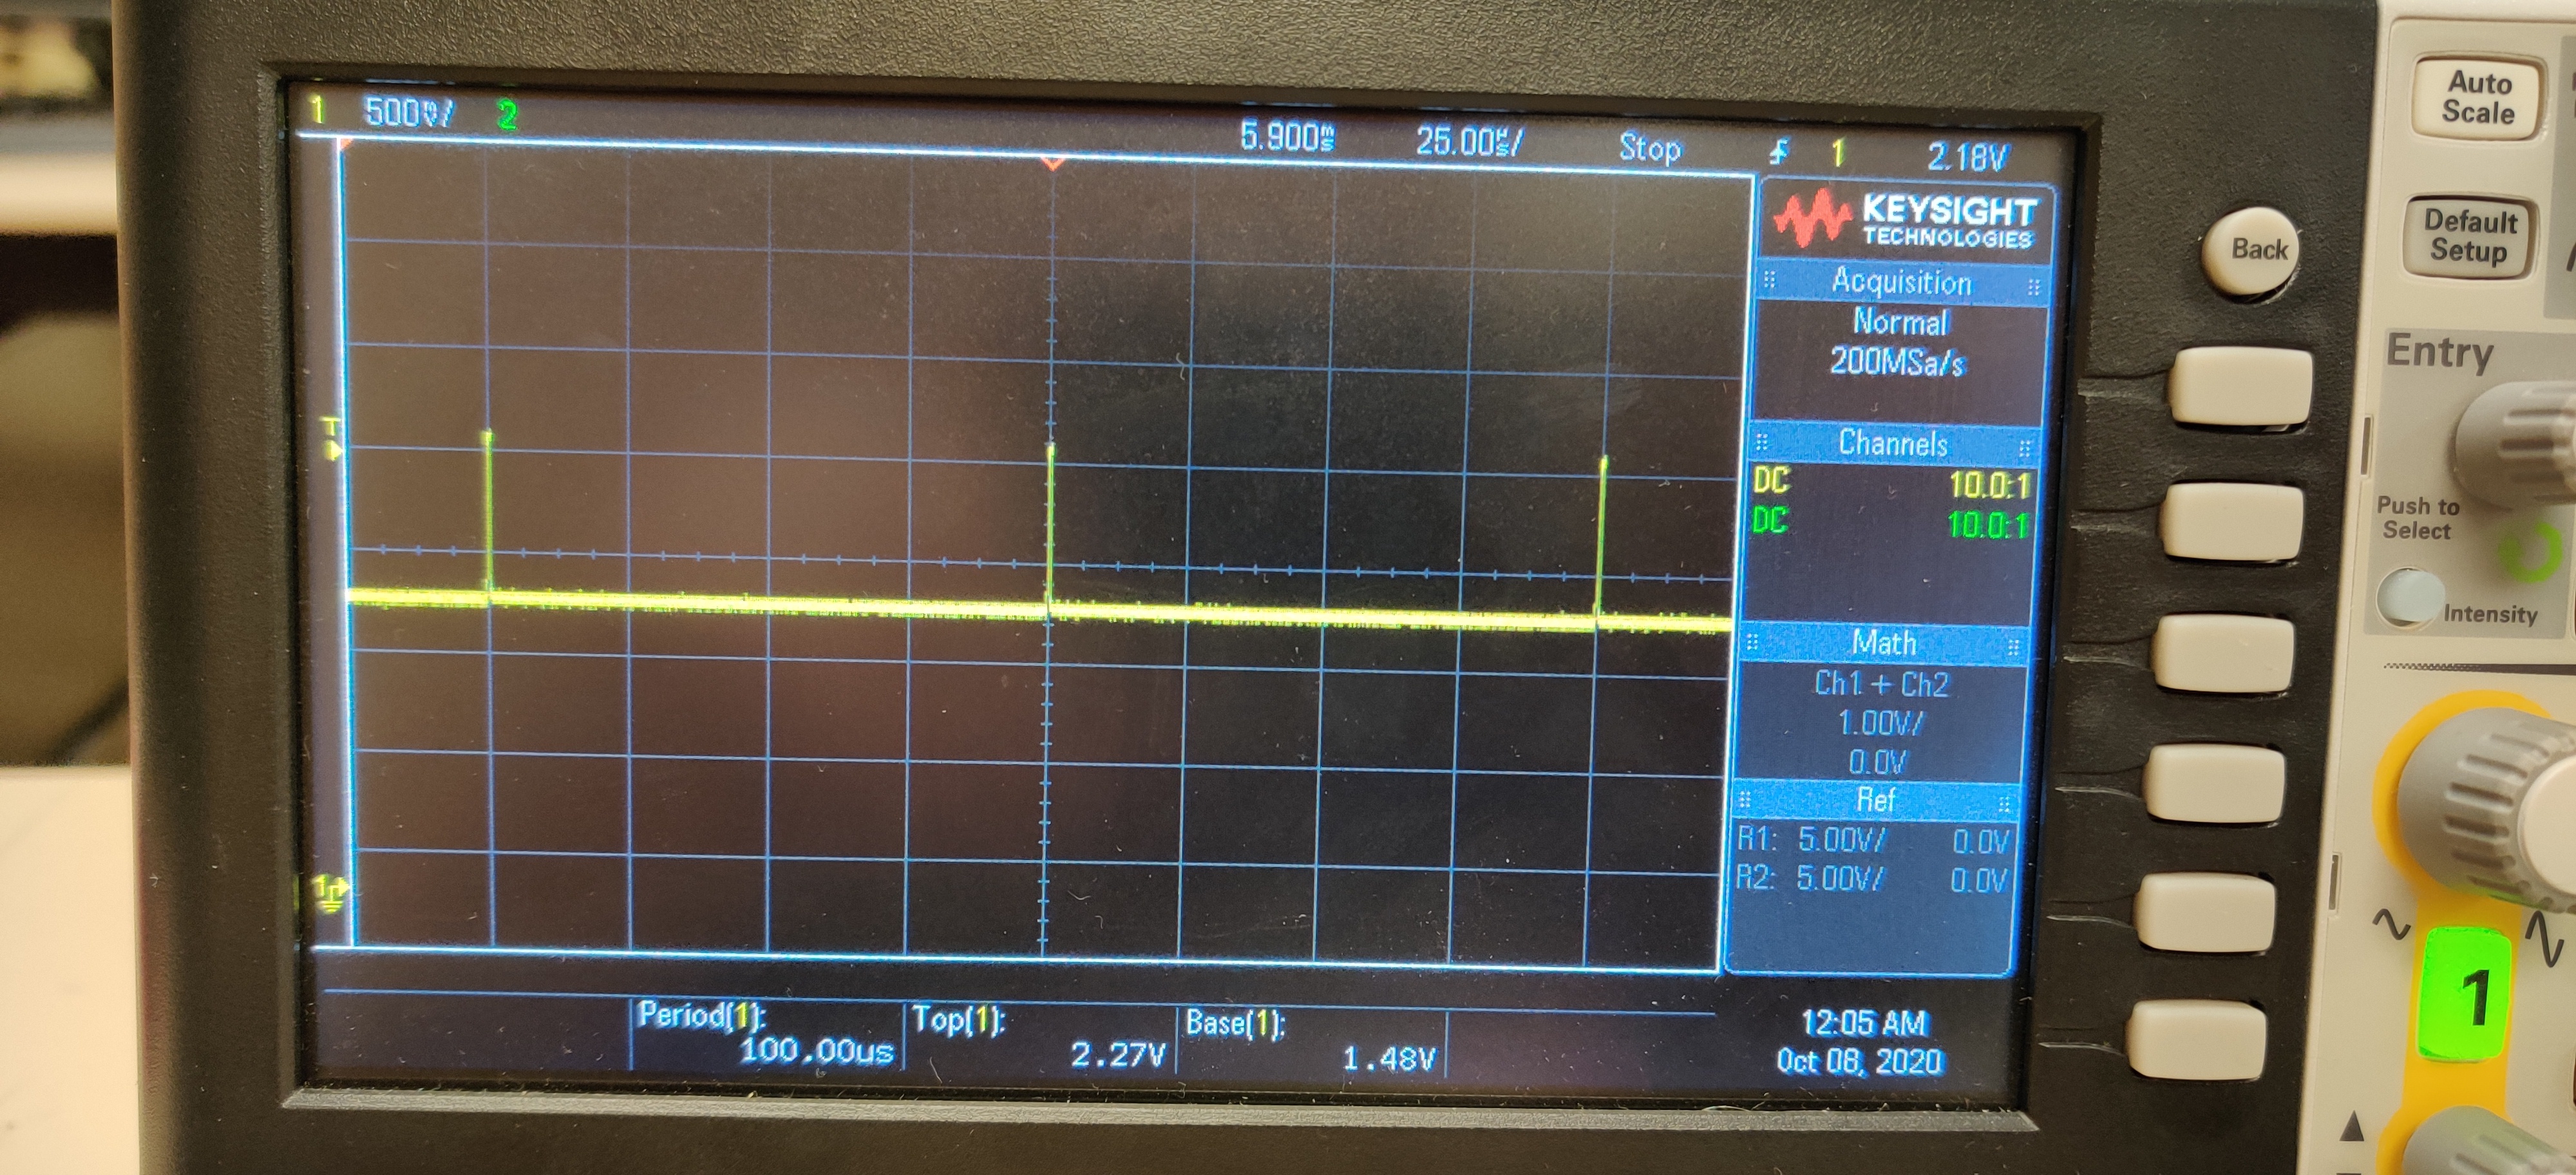 1 500mV/ 2 5.900ms 25.00µs/ Stop 1 2.18V
KEYSIGHT
TECHNOLOGIES
Acquisition
Normal
200MSa/s
T
Channels
DC 10.0:1
DC 10.0:1
Math
Ch1 + Ch2
1.00V/
0.0V
Ref
R1: 5.00V/ 0.0V
R2: 5.00V/ 0.0V
1
Period(1): Top(1): Base(1):
100.00us 2.27V 1.48V
12:05 AM
Oct 08, 2020
Auto
Scale
Default
Setup
Back
Entry
Push to
Select
Intensity
1